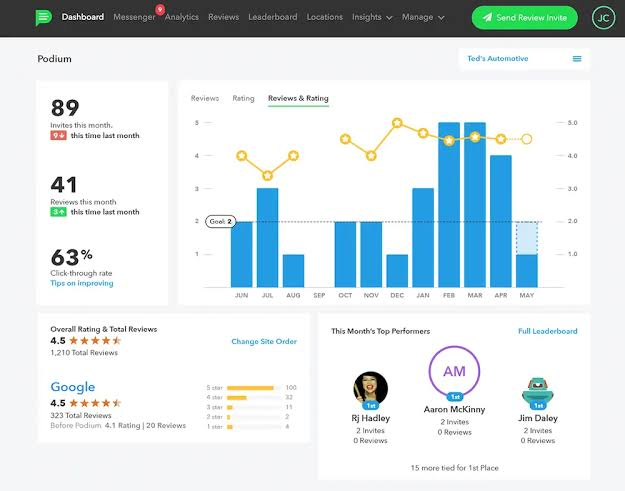 Dashboard Messenger 9 Analytics Reviews Leaderboard Locations Insights Manage Send Review Invite JC
Podium
Ted's Automotive
89
Invites this month.
9 this time last month
41
Reviews this month
3 this time last month
63%
Click-through rate
Tips on improving
Reviews Rating Reviews & Rating
5 5.0
4 4.0
3 3.0
2 Goal: 2 2.0
1 1.0
JUN JUL AUG SEP OCT NOV DEC JAN FEB MAR APR MAY
Overall Rating & Total Reviews
4.5
1,210 Total Reviews
Change Site Order
Google
4.5
323 Total Reviews
Before Podium 4.1 Rating | 20 Reviews
5 star 100
4 star 32
3 star 11
2 star 2
1 star 4
This Month's Top Performers
Full Leaderboard
AM
1st
1st
1st
Rj Hadley
2 Invites
0 Reviews
Aaron McKinny
2 Invites
0 Reviews
Jim Daley
2 Invites
0 Reviews
15 more tied for 1st Place